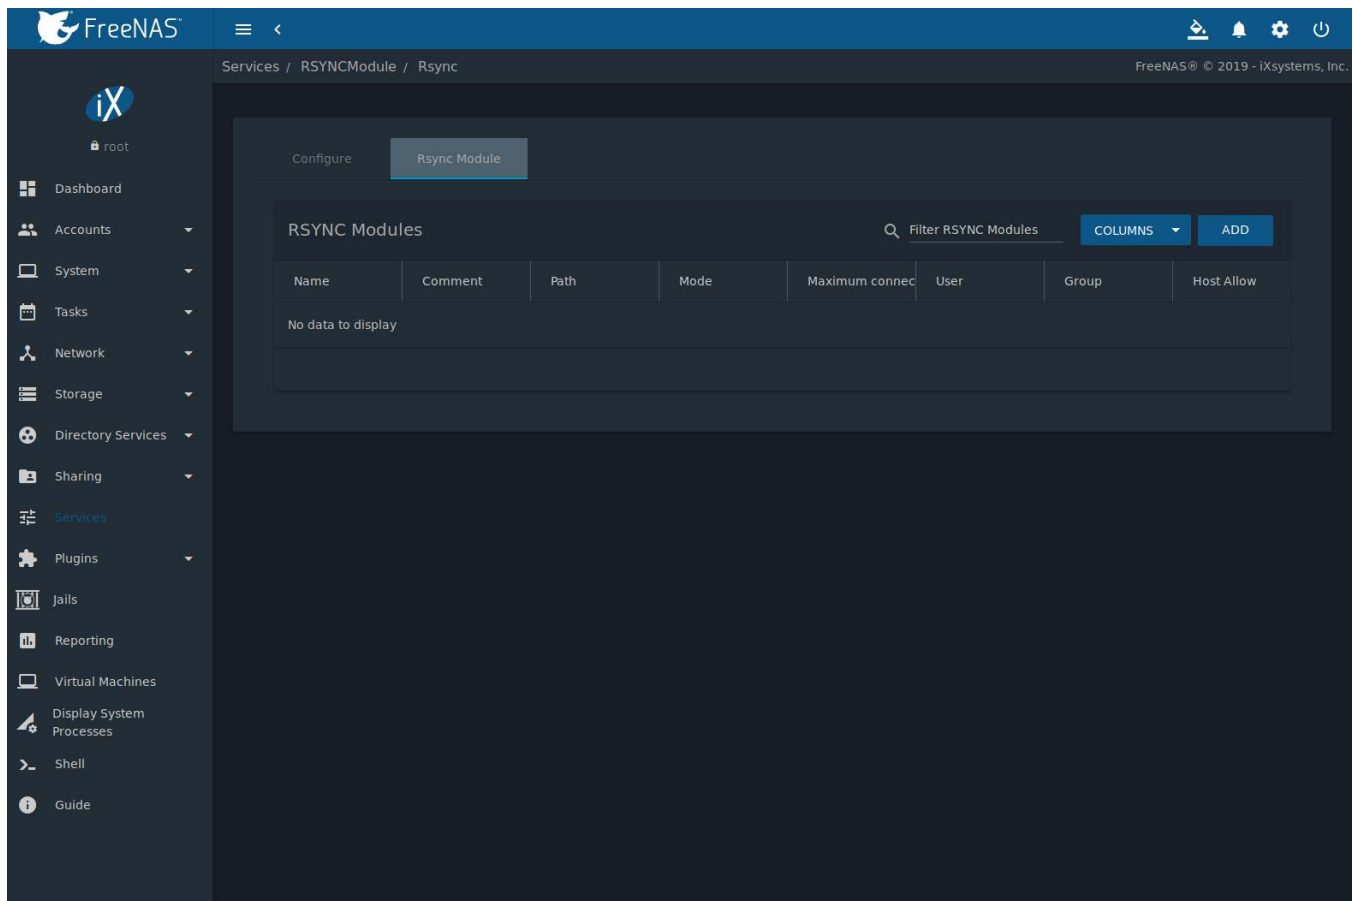 FreeNAS™
Services / RSYNCModule / Rsync
FreeNAS® © 2019 - iXsystems, Inc.
iX
root
Dashboard
Accounts
System
Tasks
Network
Storage
Directory Services
Sharing
Services
Plugins
Jails
Reporting
Virtual Machines
Display System
Processes
Shell
Guide
Configure
Rsync Module
RSYNC Modules
Filter RSYNC Modules
COLUMNS
ADD
Name Comment Path Mode Maximum connec User Group Host Allow
No data to display